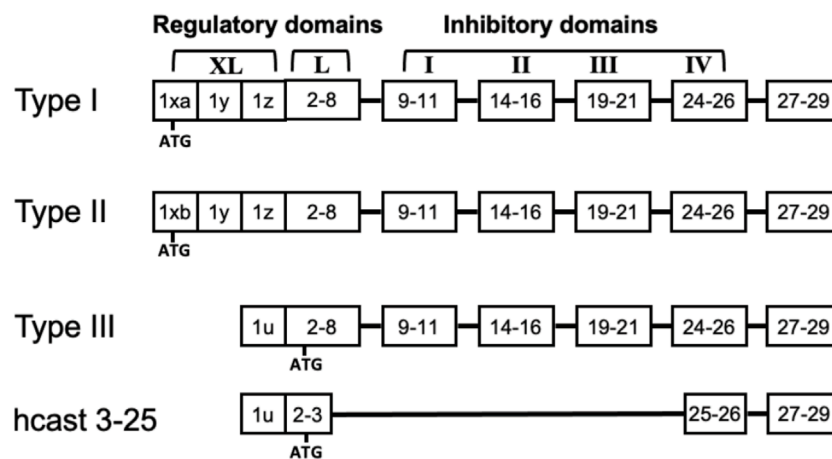 Regulatory domains Inhibitory domains
XL L I II III IV
Type I 1xa 1y 1z 2-8 9-11 14-16 19-21 24-26 27-29
ATG
Type II 1xb 1y 1z 2-8 9-11 14-16 19-21 24-26 27-29
ATG
Type III 1u 2-8 9-11 14-16 19-21 24-26 27-29
ATG
hcast 3-25 1u 2-3 25-26 27-29
ATG